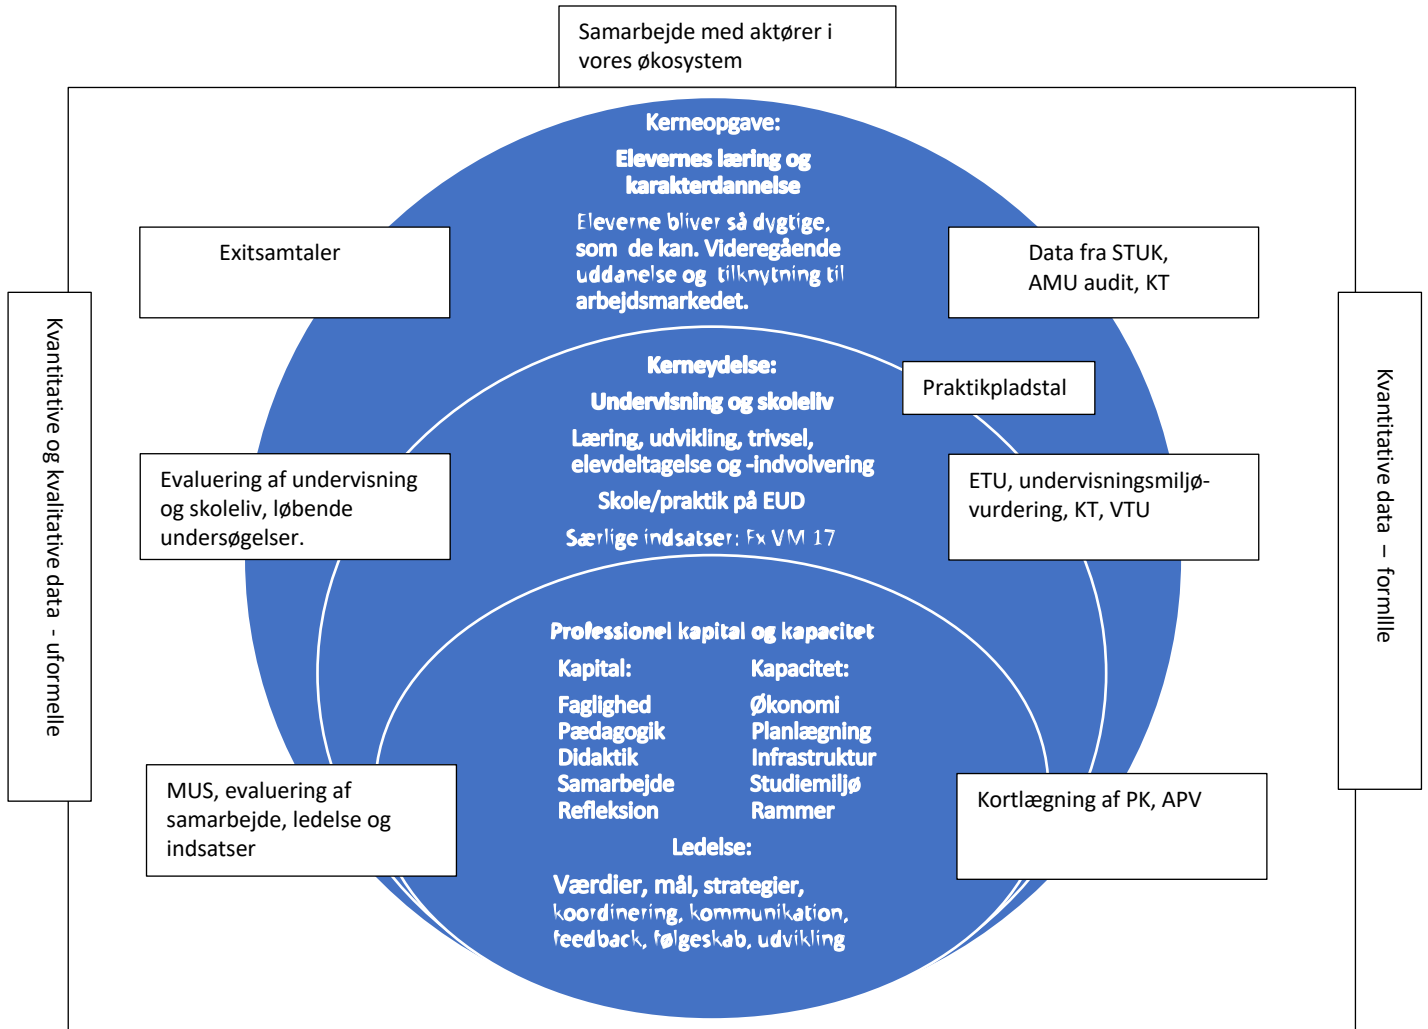 Samarbejde med aktører i
vores økosystem
Kerneopgave:
Elevernes læring og
karakterdannelse
Eleverne bliver så dygtige,
som de kan. Videregående
uddanelse og tilknytning til
arbejdsmarkedet.
Exitsamtaler
Data fra STUK,
AMU audit, KT
Kvantitative og kvalitative data - uformelle
Kvantitative data – formllle
Kerneydelse:
Undervisning og skoleliv
Læring, udvikling, trivsel,
elevdeltagelse og -indvolvering
Skole/praktik på EUD
Særlige indsatser: Ex VM 17
Praktikpladstal
Evaluering af undervisning
og skoleliv, løbende
undersøgelser.
ETU, undervisningsmiljø-
vurdering, KT, VTU
Professionel kapital og kapacitet
Kapital:
Faglighed
Pædagogik
Didaktik
Samarbejde
Refleksion
Kapacitet:
Økonomi
Planlægning
Infrastruktur
Studiemiljø
Rammer
Ledelse:
Værdier, mål, strategier,
koordinering, kommunikation,
feedback, følgeskab, udvikling
MUS, evaluering af
samarbejde, ledelse og
indsatser
Kortlægning af PK, APV